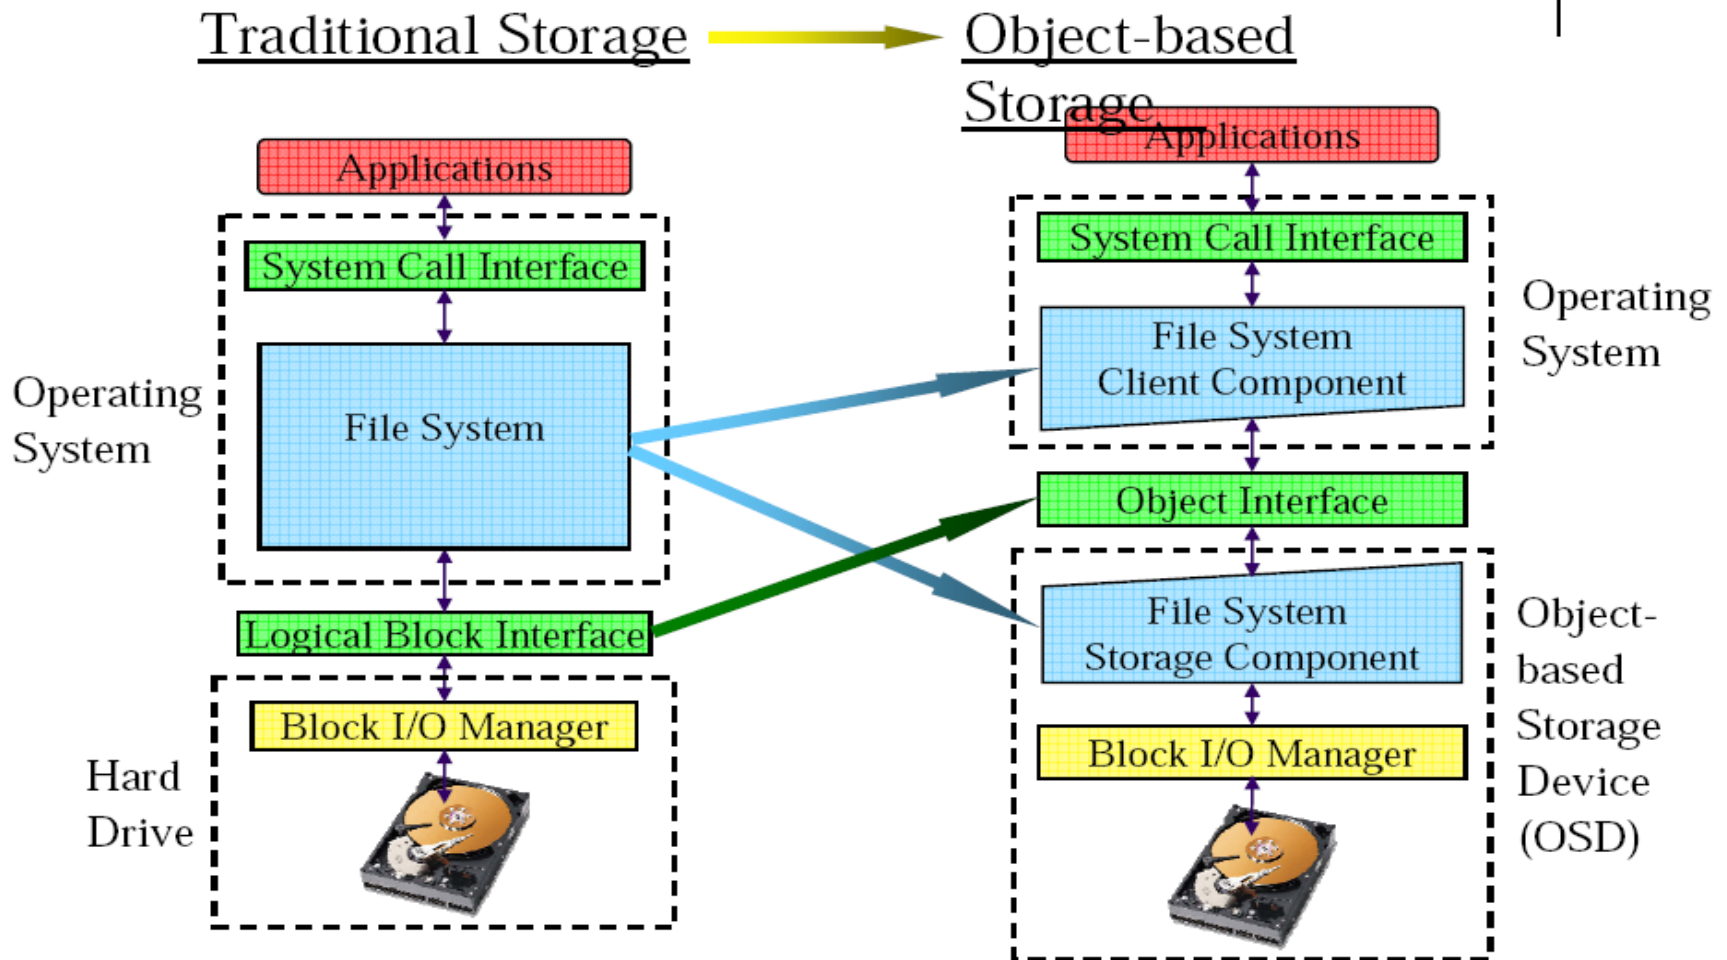 Traditional Storage
Object-based
Storage
Applications
System Call Interface
File System
Operating
System
Logical Block Interface
Block I/O Manager
Hard
Drive
Applications
System Call Interface
File System
Client Component
Operating
System
Object Interface
File System
Storage Component
Block I/O Manager
Object-
based
Storage
Device
(OSD)